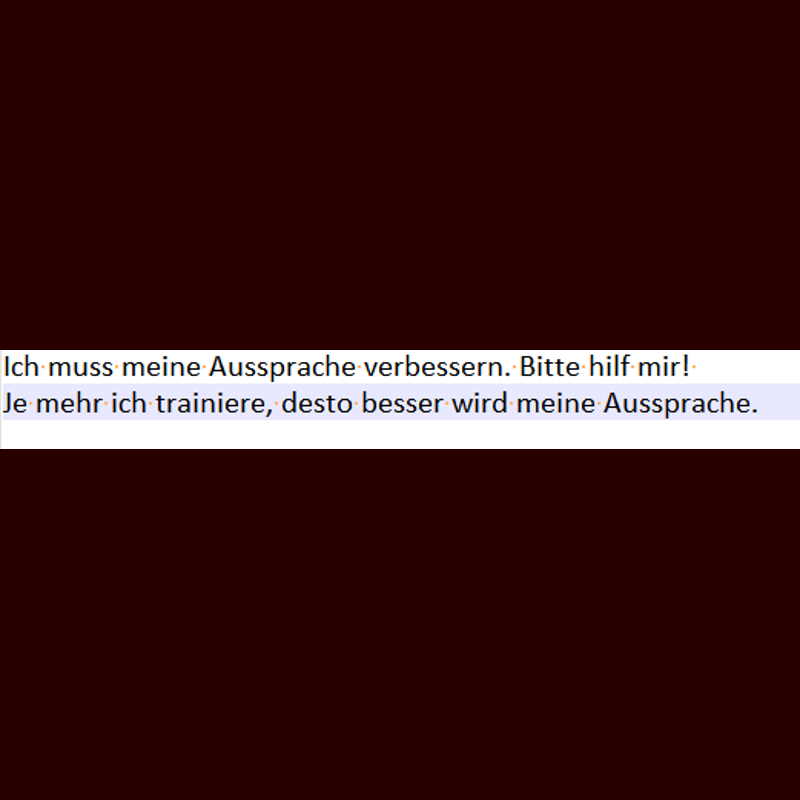 Ich muss meine Aussprache verbessern. Bitte hilf mir!
Je mehr ich trainiere, desto besser wird meine Aussprache.